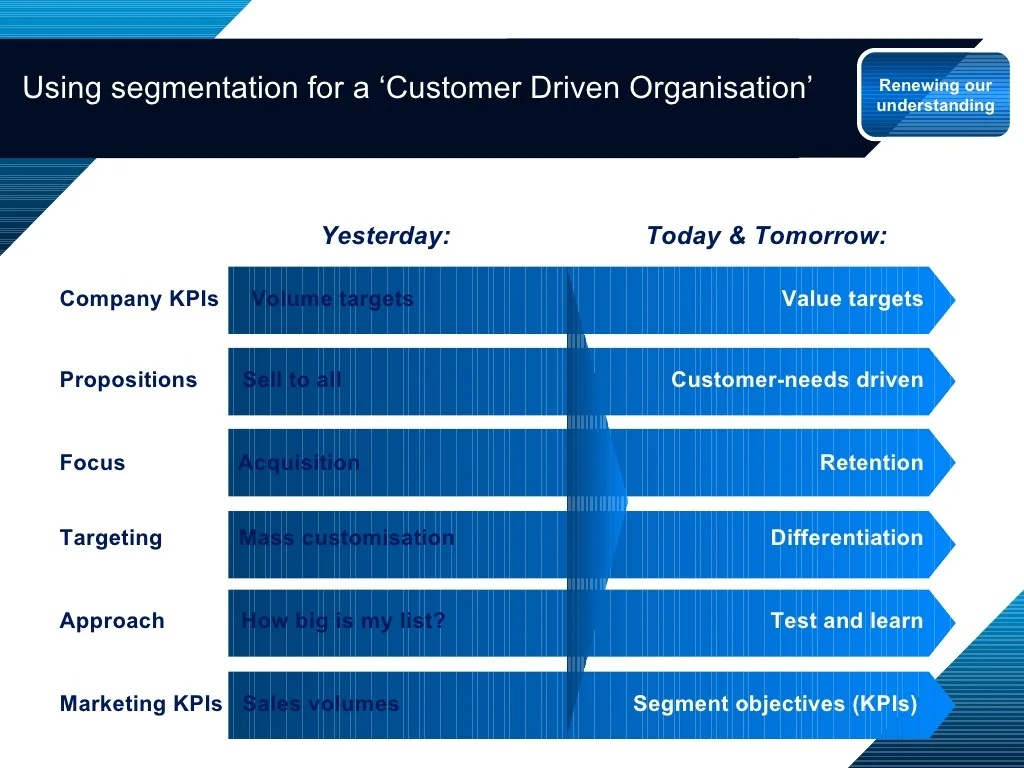 Using segmentation for a ‘Customer Driven Organisation’
Renewing our
understanding
Yesterday:
Today & Tomorrow:
Company KPIs Volume targets Value targets
Propositions Sell to all Customer-needs driven
Focus Acquisition Retention
Targeting Mass customisation Differentiation
Approach How big is my list? Test and learn
Marketing KPIs Sales volumes Segment objectives (KPIs)